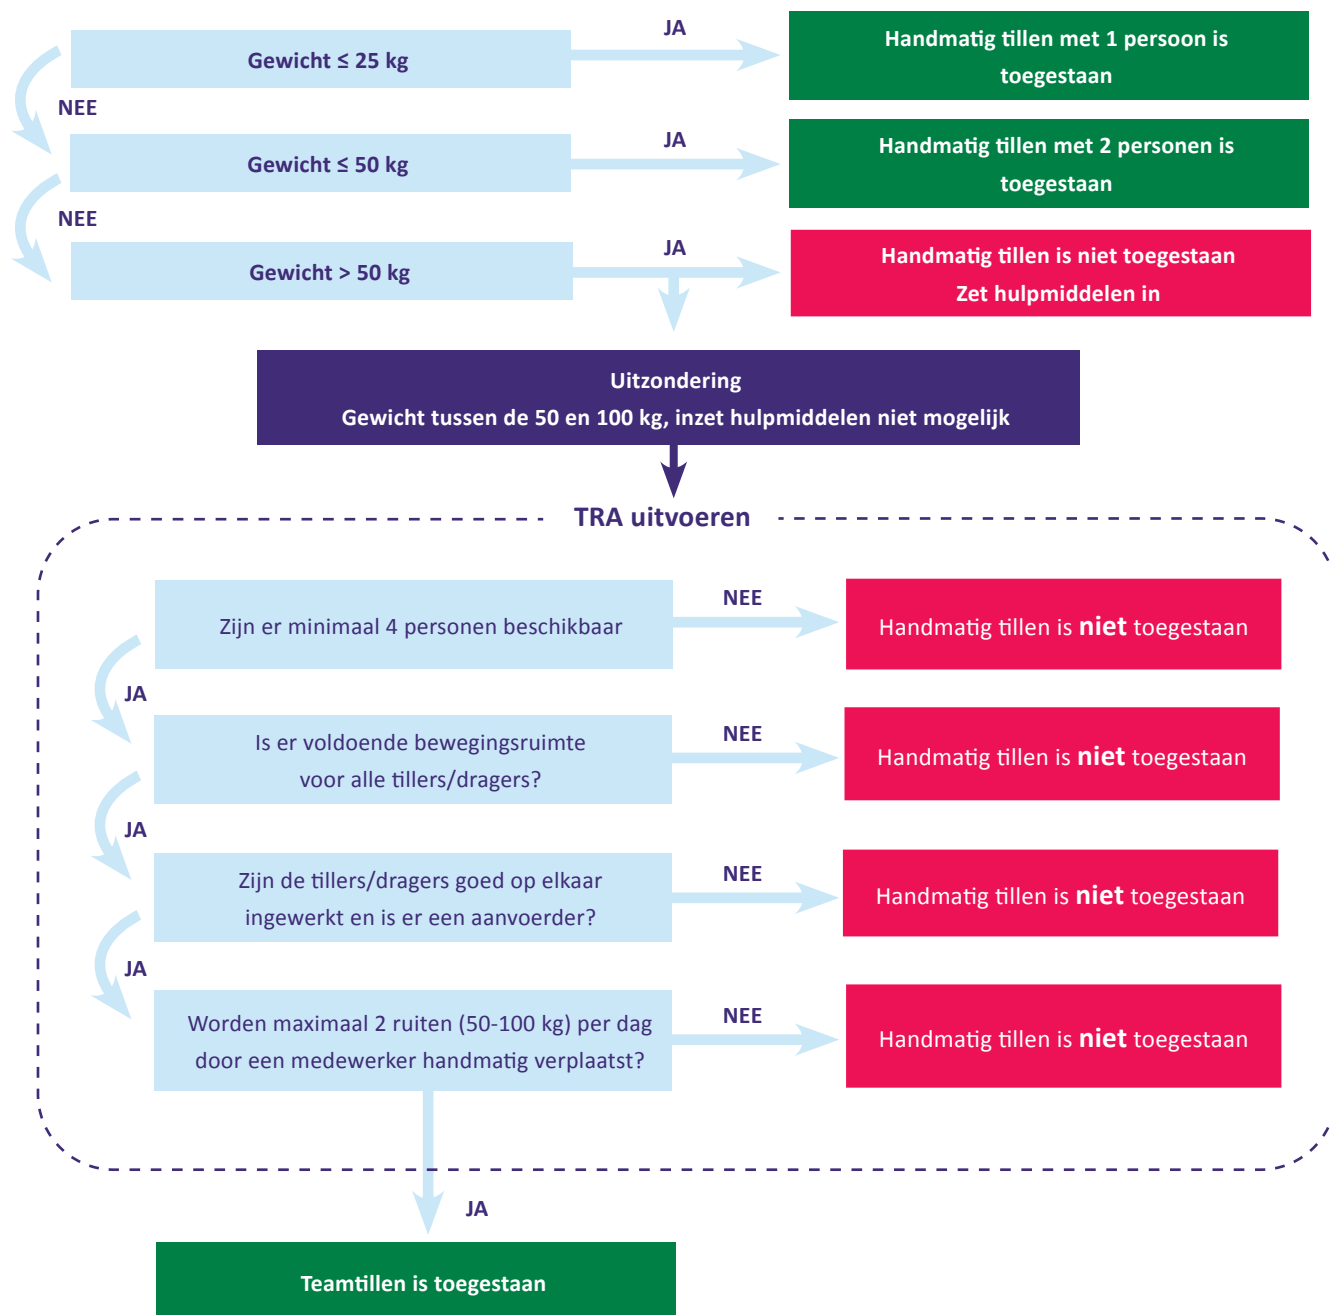 Gewicht ≤ 25 kg
JA
Handmatig tillen met 1 persoon is
toegestaan
NEE
Gewicht ≤ 50 kg
JA
Handmatig tillen met 2 personen is
toegestaan
NEE
Gewicht > 50 kg
JA
Handmatig tillen is niet toegestaan
Zet hulpmiddelen in
Uitzondering
Gewicht tussen de 50 en 100 kg, inzet hulpmiddelen niet mogelijk
TRA uitvoeren
Zijn er minimaal 4 personen beschikbaar
NEE
Handmatig tillen is niet toegestaan
JA
Is er voldoende bewegingsruimte
voor alle tillers/dragers?
NEE
Handmatig tillen is niet toegestaan
JA
Zijn de tillers/dragers goed op elkaar
ingewerkt en is er een aanvoerder?
NEE
Handmatig tillen is niet toegestaan
JA
Worden maximaal 2 ruiten (50-100 kg) per dag
door een medewerker handmatig verplaatst?
NEE
Handmatig tillen is niet toegestaan
JA
Teamtillen is toegestaan